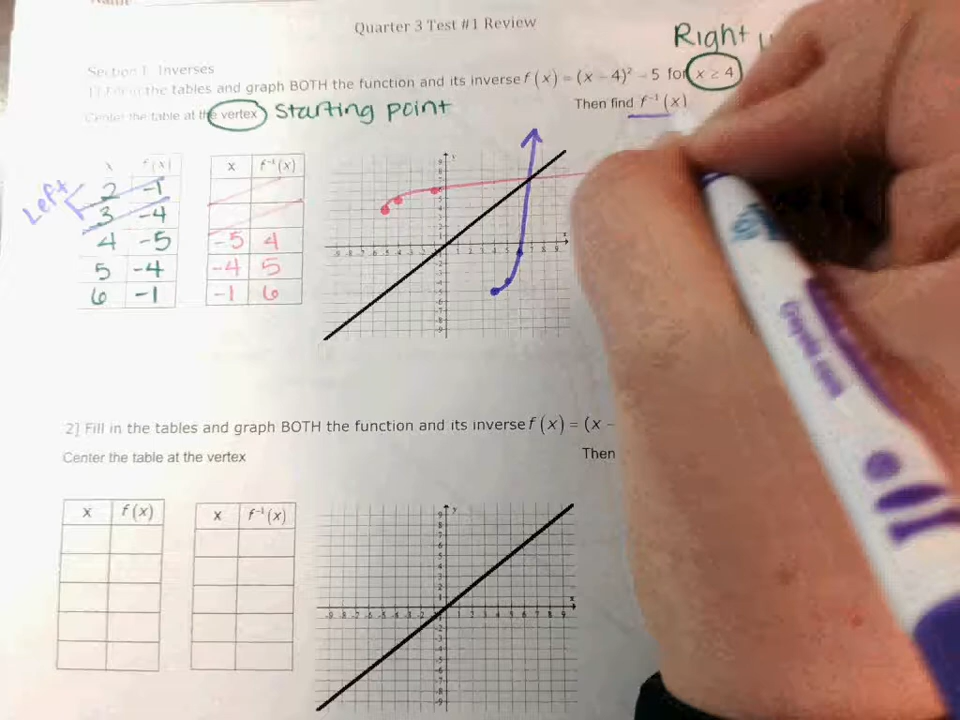 Quarter 3 Test #1 Review
Right
Section 1 Inverses
1] Fill in the tables and graph BOTH the function and its inverse f(x) = (x - 4)² - 5 for x ≥ 4
Center the table at the vertex Starting point Then find f⁻¹(x)
Left
x f(x) x f⁻¹(x)
2 -1
3 -4
4 -5 -5 4
5 -4 -4 5
6 -1 -1 6
2] Fill in the tables and graph BOTH the function and its inverse f(x) = (x -
Center the table at the vertex Then
x f(x) x f⁻¹(x)